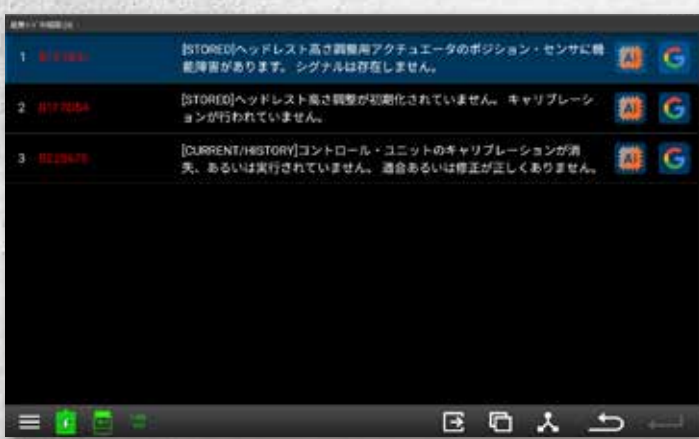 1
[STORED]ヘッドレスト高さ調整用アクチュエータのポジション・センサに機
能障害があります。 シグナルは存在しません。
AI G
2
[STORED]ヘッドレスト高さ調整が初期化されていません。 キャリブレーシ
ョンが行われていません。
AI G
3
[CURRENT/HISTORY]コントロール・ユニットのキャリブレーションが消
失、あるいは実行されていません。 適合あるいは修正が正しくありません。
AI G